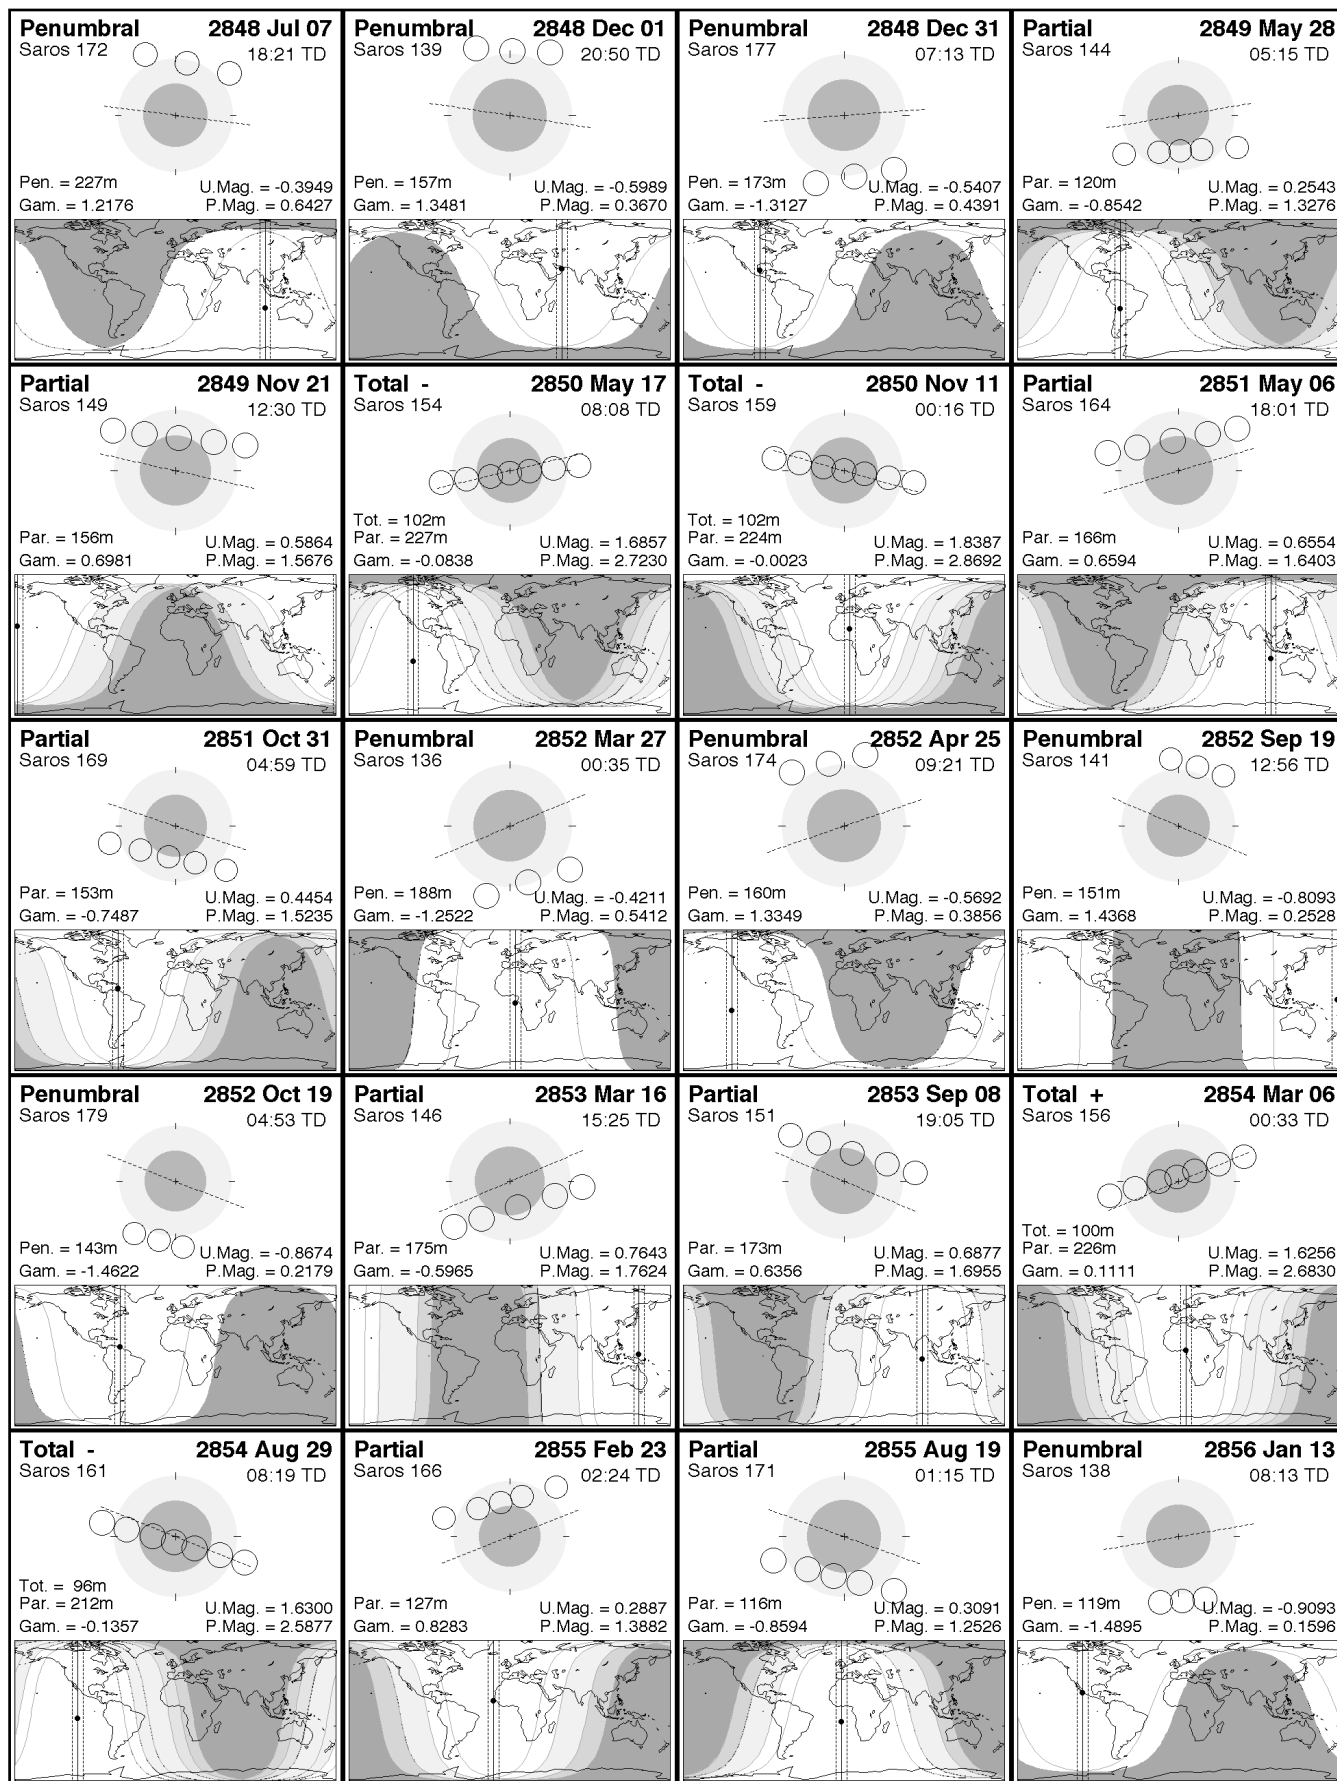 Penumbral 2848 Jul 07
Saros 172 18:21 TD
Pen. = 227m U.Mag. = -0.3949
Gam. = 1.2176 P.Mag. = 0.6427
Penumbral 2848 Dec 01
Saros 139 20:50 TD
Pen. = 157m U.Mag. = -0.5989
Gam. = 1.3481 P.Mag. = 0.3670
Penumbral 2848 Dec 31
Saros 177 07:13 TD
Pen. = 173m U.Mag. = -0.5407
Gam. = -1.3127 P.Mag. = 0.4391
Partial 2849 May 28
Saros 144 05:15 TD
Par. = 120m U.Mag. = 0.2543
Gam. = -0.8542 P.Mag. = 1.3276
Partial 2849 Nov 21
Saros 149 12:30 TD
Par. = 156m U.Mag. = 0.5864
Gam. = 0.6981 P.Mag. = 1.5676
Total - 2850 May 17
Saros 154 08:08 TD
Tot. = 102m
Par. = 227m U.Mag. = 1.6857
Gam. = -0.0838 P.Mag. = 2.7230
Total - 2850 Nov 11
Saros 159 00:16 TD
Tot. = 102m
Par. = 224m U.Mag. = 1.8387
Gam. = -0.0023 P.Mag. = 2.8692
Partial 2851 May 06
Saros 164 18:01 TD
Par. = 166m U.Mag. = 0.6554
Gam. = 0.6594 P.Mag. = 1.6403
Partial 2851 Oct 31
Saros 169 04:59 TD
Par. = 153m U.Mag. = 0.4454
Gam. = -0.7487 P.Mag. = 1.5235
Penumbral 2852 Mar 27
Saros 136 00:35 TD
Pen. = 188m U.Mag. = -0.4211
Gam. = -1.2522 P.Mag. = 0.5412
Penumbral 2852 Apr 25
Saros 174 09:21 TD
Pen. = 160m U.Mag. = -0.5692
Gam. = 1.3349 P.Mag. = 0.3856
Penumbral 2852 Sep 19
Saros 141 12:56 TD
Pen. = 151m U.Mag. = -0.8093
Gam. = 1.4368 P.Mag. = 0.2528
Penumbral 2852 Oct 19
Saros 179 04:53 TD
Pen. = 143m U.Mag. = -0.8674
Gam. = -1.4622 P.Mag. = 0.2179
Partial 2853 Mar 16
Saros 146 15:25 TD
Par. = 175m U.Mag. = 0.7643
Gam. = -0.5965 P.Mag. = 1.7624
Partial 2853 Sep 08
Saros 151 19:05 TD
Par. = 173m U.Mag. = 0.6877
Gam. = 0.6356 P.Mag. = 1.6955
Total + 2854 Mar 06
Saros 156 00:33 TD
Tot. = 100m
Par. = 226m U.Mag. = 1.6256
Gam. = 0.1111 P.Mag. = 2.6830
Total - 2854 Aug 29
Saros 161 08:19 TD
Tot. = 96m
Par. = 212m U.Mag. = 1.6300
Gam. = -0.1357 P.Mag. = 2.5877
Partial 2855 Feb 23
Saros 166 02:24 TD
Par. = 127m U.Mag. = 0.2887
Gam. = 0.8283 P.Mag. = 1.3882
Partial 2855 Aug 19
Saros 171 01:15 TD
Par. = 116m U.Mag. = 0.3091
Gam. = -0.8594 P.Mag. = 1.2526
Penumbral 2856 Jan 13
Saros 138 08:13 TD
Pen. = 119m U.Mag. = -0.9093
Gam. = -1.4895 P.Mag. = 0.1596